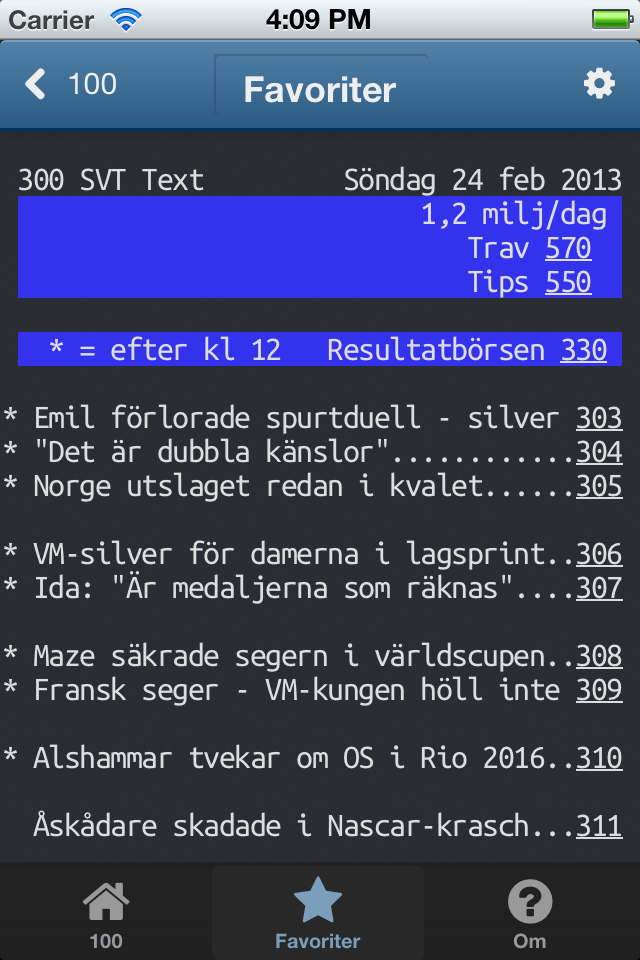 Carrier 4:09 PM
100 Favoriter
300 SVT Text Söndag 24 feb 2013
1,2 milj/dag
Trav 570
Tips 550
* = efter kl 12 Resultatbörsen 330
* Emil förlorade spurtduell - silver 303
* "Det är dubbla känslor"............304
* Norge utslaget redan i kvalet......305
* VM-silver för damerna i lagsprint..306
* Ida: "Är medaljerna som räknas"....307
* Maze säkrade segern i världscupen..308
* Fransk seger - VM-kungen höll inte 309
* Alshammar tvekar om OS i Rio 2016..310
Åskådare skadade i Nascar-krasch...311
100 Favoriter Om